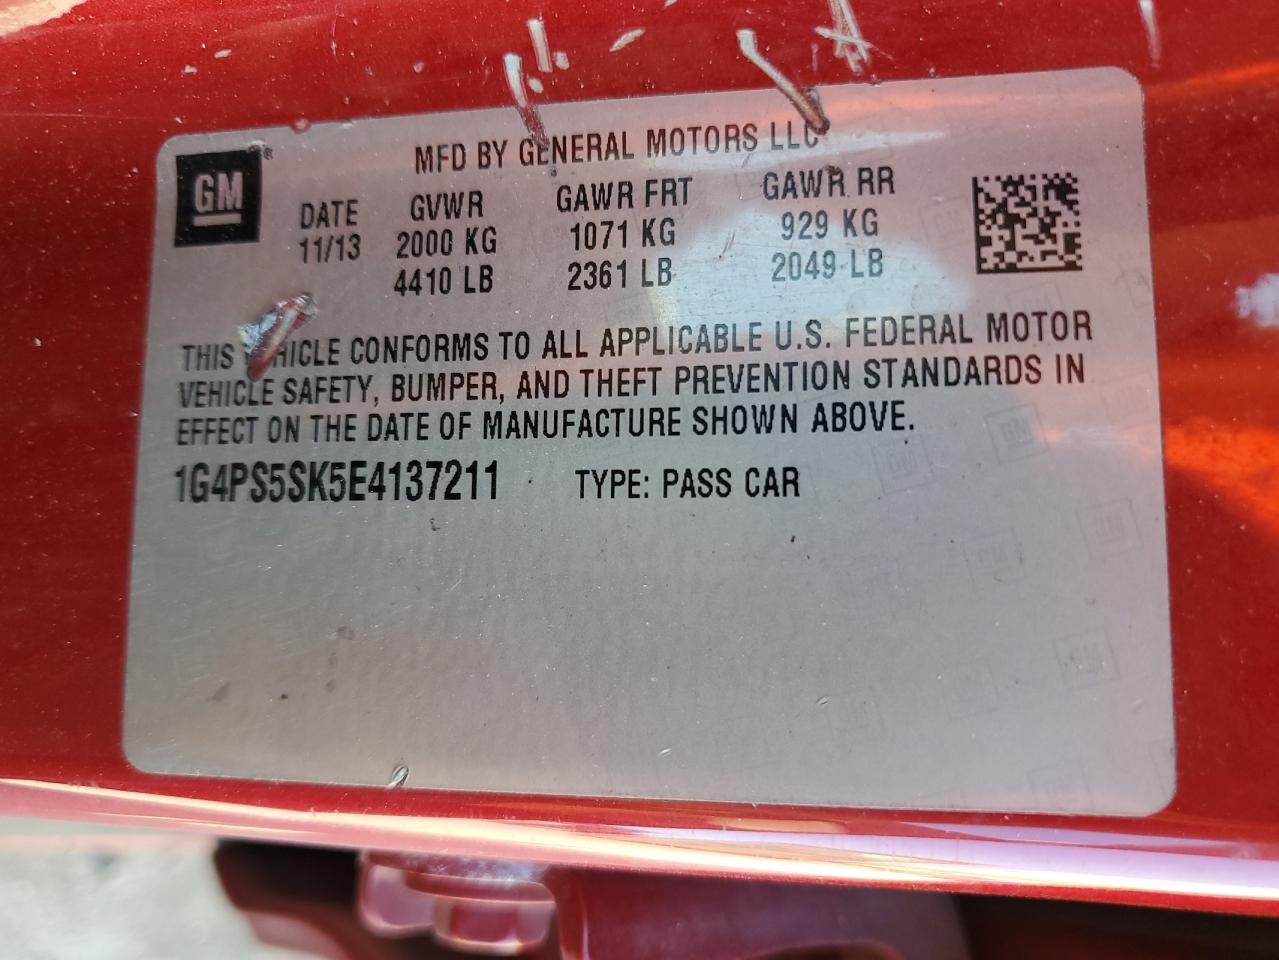 MFD BY GENERAL MOTORS LLC
GM ®
DATE GVWR GAWR FRT GAWR RR
11/13 2000 KG 1071 KG 929 KG
4410 LB 2361 LB 2049 LB
THIS VEHICLE CONFORMS TO ALL APPLICABLE U.S. FEDERAL MOTOR
VEHICLE SAFETY, BUMPER, AND THEFT PREVENTION STANDARDS IN
EFFECT ON THE DATE OF MANUFACTURE SHOWN ABOVE.
1G4PS5SK5E4137211 TYPE: PASS CAR